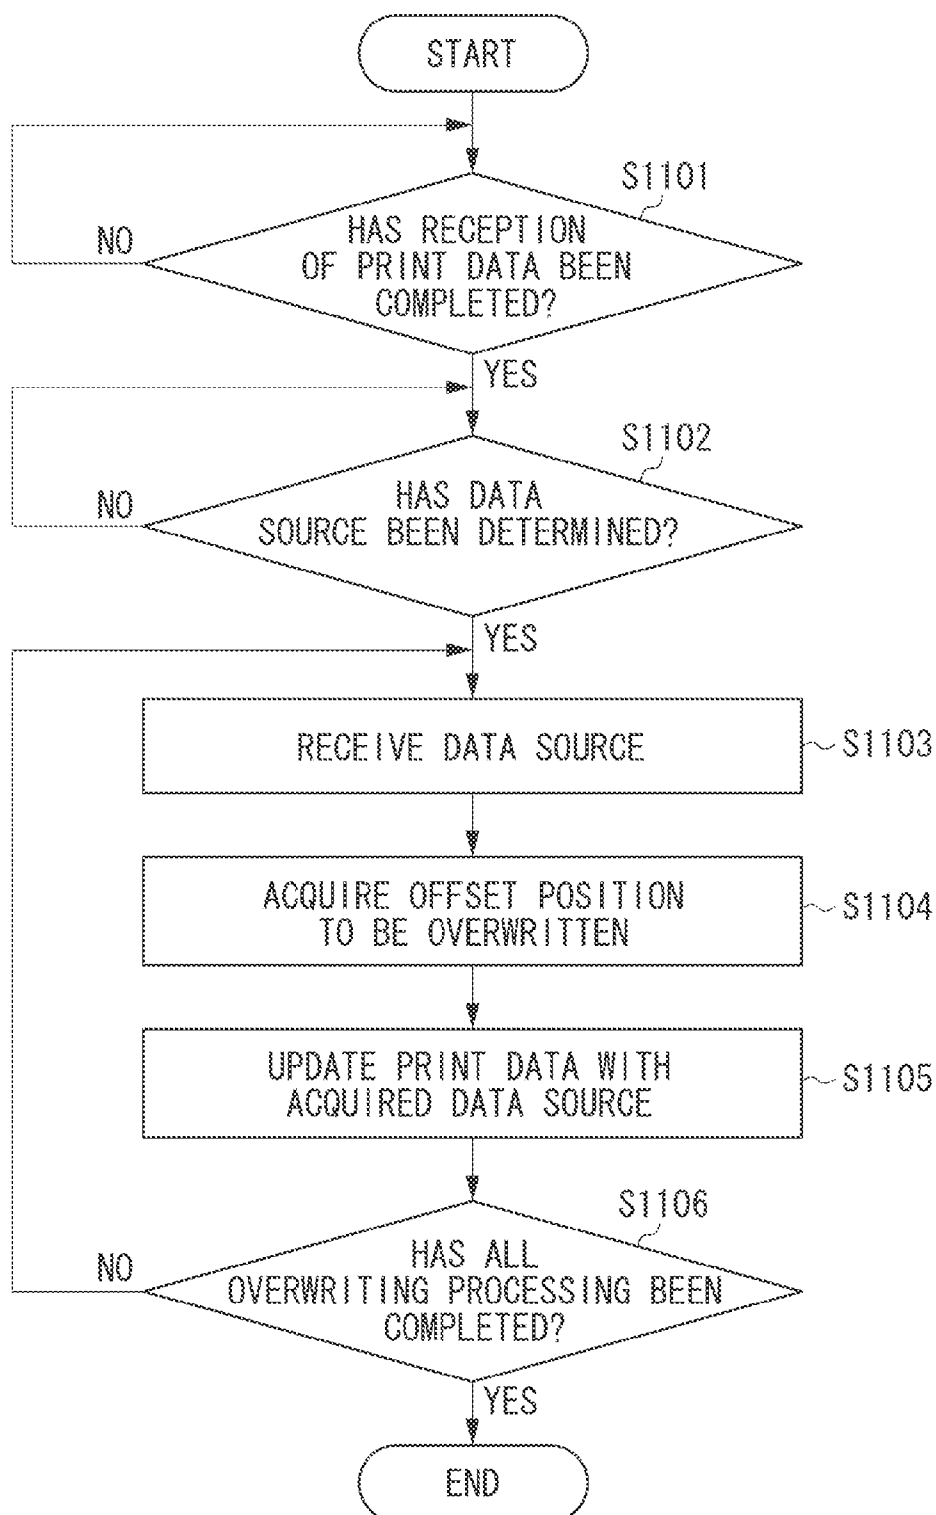 START
S1101
HAS RECEPTION
OF PRINT DATA BEEN
COMPLETED?
NO
YES
S1102
HAS DATA
SOURCE BEEN DETERMINED?
NO
YES
RECEIVE DATA SOURCE
S1103
ACQUIRE OFFSET POSITION
TO BE OVERWRITTEN
S1104
UPDATE PRINT DATA WITH
ACQUIRED DATA SOURCE
S1105
S1106
HAS ALL
OVERWRITING PROCESSING BEEN
COMPLETED?
NO
YES
END